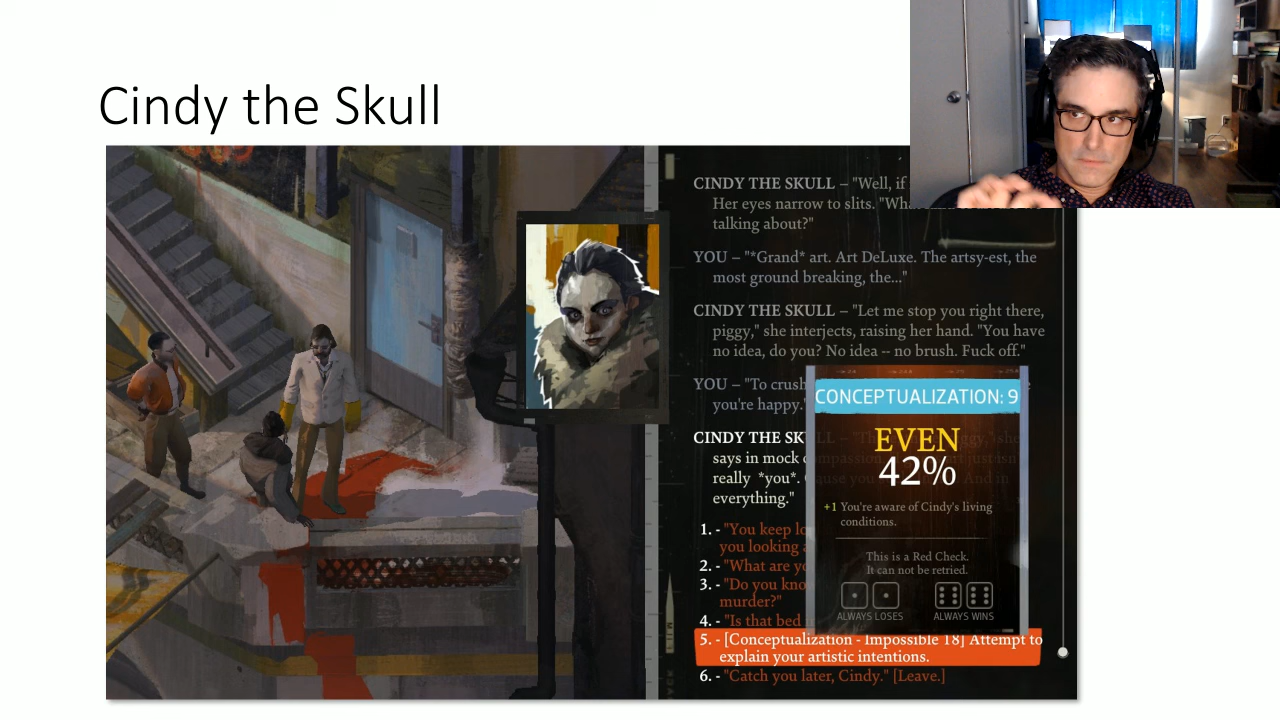 Cindy the Skull
CINDY THE SKULL – "Well, if
Her eyes narrow to slits. "What
talking about?"
YOU – "*Grand* art. Art DeLuxe. The artsy-est, the
most ground breaking, the..."
CINDY THE SKULL – "Let me stop you right there,
piggy," she interjects, raising her hand. "You have
no idea, do you? No idea -- no brush. Fuck off."
YOU – "To crush
you're happy."
CINDY THE SKULL –
says in mock compassion.
really *you*.
everything."
1. - "You keep
you looking
2. - "What are
3. - "Do you
murder?"
4. - "Is that bed
5. - [Conceptualization - Impossible 18] Attempt to
explain your artistic intentions.
6. - "Catch you later, Cindy." [Leave.]
CONCEPTUALIZATION: 9
EVEN
42%
+1 You're aware of Cindy's living
conditions.
This is a Red Check.
It can not be retried.
ALWAYS LOSES ALWAYS WINS